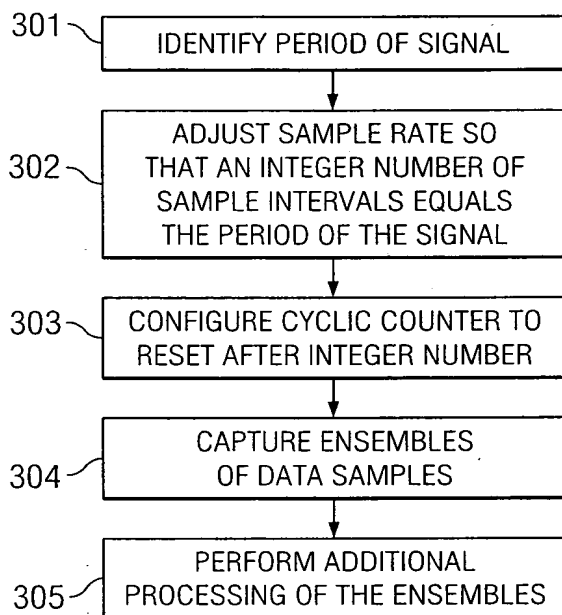 301
IDENTIFY PERIOD OF SIGNAL
302
ADJUST SAMPLE RATE SO
THAT AN INTEGER NUMBER OF
SAMPLE INTERVALS EQUALS
THE PERIOD OF THE SIGNAL
303
CONFIGURE CYCLIC COUNTER TO
RESET AFTER INTEGER NUMBER
304
CAPTURE ENSEMBLES
OF DATA SAMPLES
305
PERFORM ADDITIONAL
PROCESSING OF THE ENSEMBLES